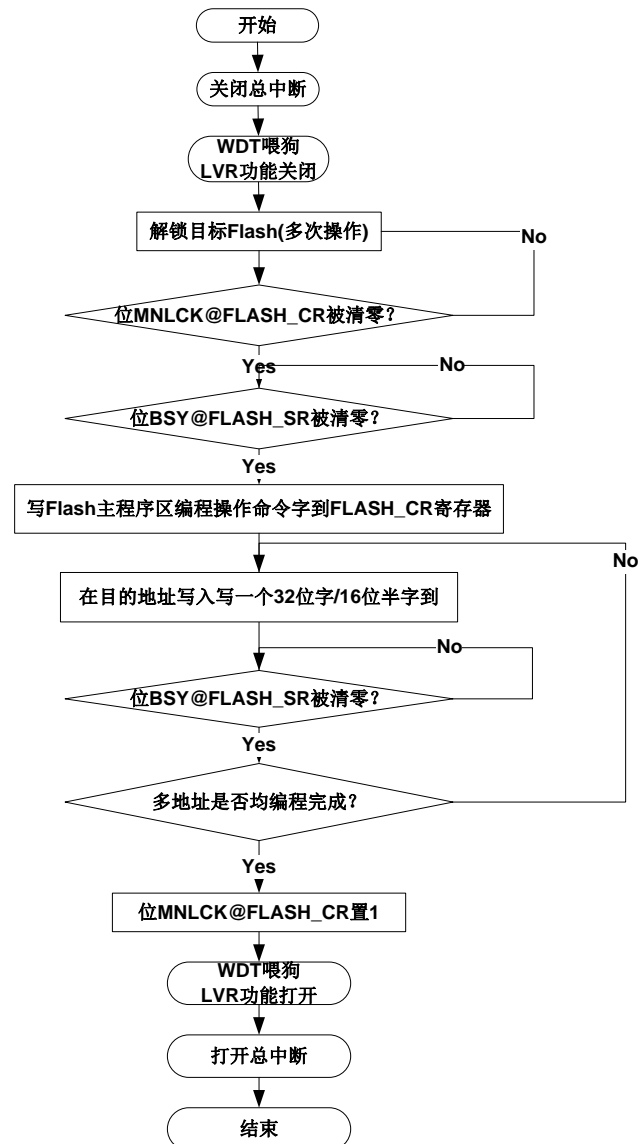 开始
关闭总中断
WDT喂狗
LVR功能关闭
解锁目标Flash(多次操作)
No
位MNLCK@FLASH_CR被清零?
Yes
No
位BSY@FLASH_SR被清零?
Yes
写Flash主程序区编程操作命令字到FLASH_CR寄存器
No
在目的地址写入写一个32位字/16位半字到
No
位BSY@FLASH_SR被清零?
Yes
多地址是否均编程完成?
Yes
位MNLCK@FLASH_CR置1
WDT喂狗
LVR功能打开
打开总中断
结束